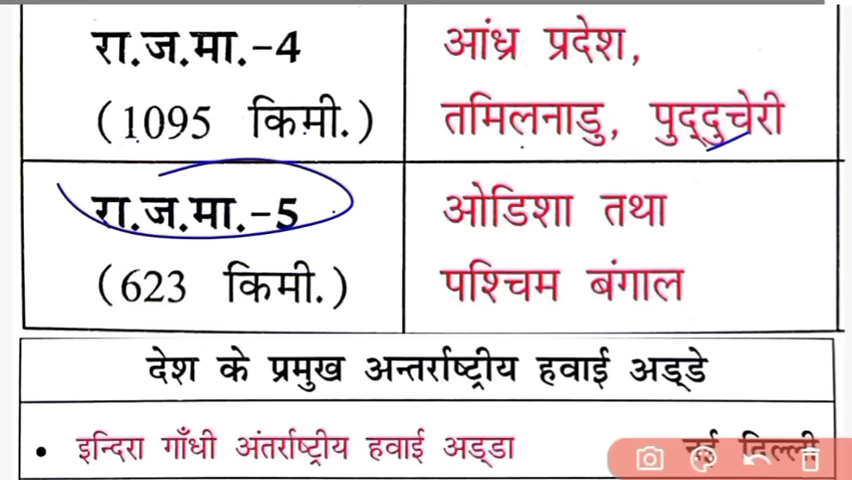 रा.ज.मा.-4
आंध्र प्रदेश,
(1095 किमी.)
तमिलनाडु, पुद्दुचेरी
रा.ज.मा.-5
ओडिशा तथा
(623 किमी.)
पश्चिम बंगाल
देश के प्रमुख अन्तर्राष्ट्रीय हवाई अड्डे
• इन्दिरा गाँधी अंतर्राष्ट्रीय हवाई अड्डा नई दिल्ली